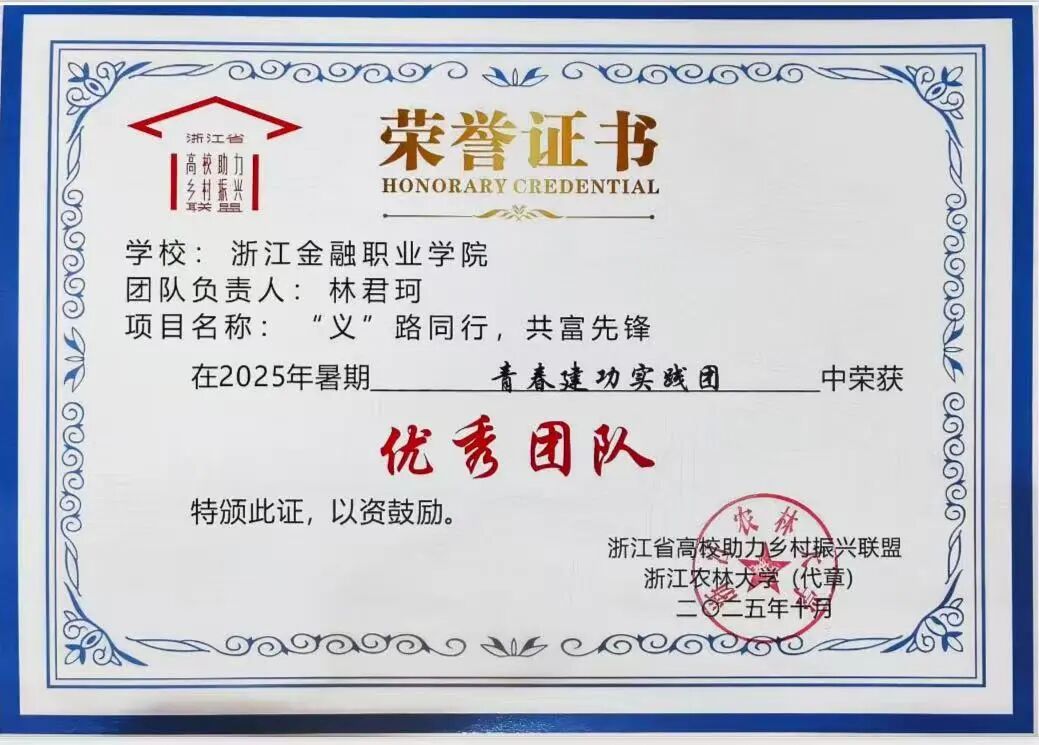 浙江省
高校助力
乡村振兴
联盟
荣誉证书
HONORARY CREDENTIAL
学校：浙江金融职业学院
团队负责人：林君珂
项目名称：“义”路同行，共富先锋
在2025年暑期青春建功实践团中荣获
优秀团队
特颁此证，以资鼓励。
农林
浙江省高校助力乡村振兴联盟
浙江农林大学（代章）
二〇二五年十月